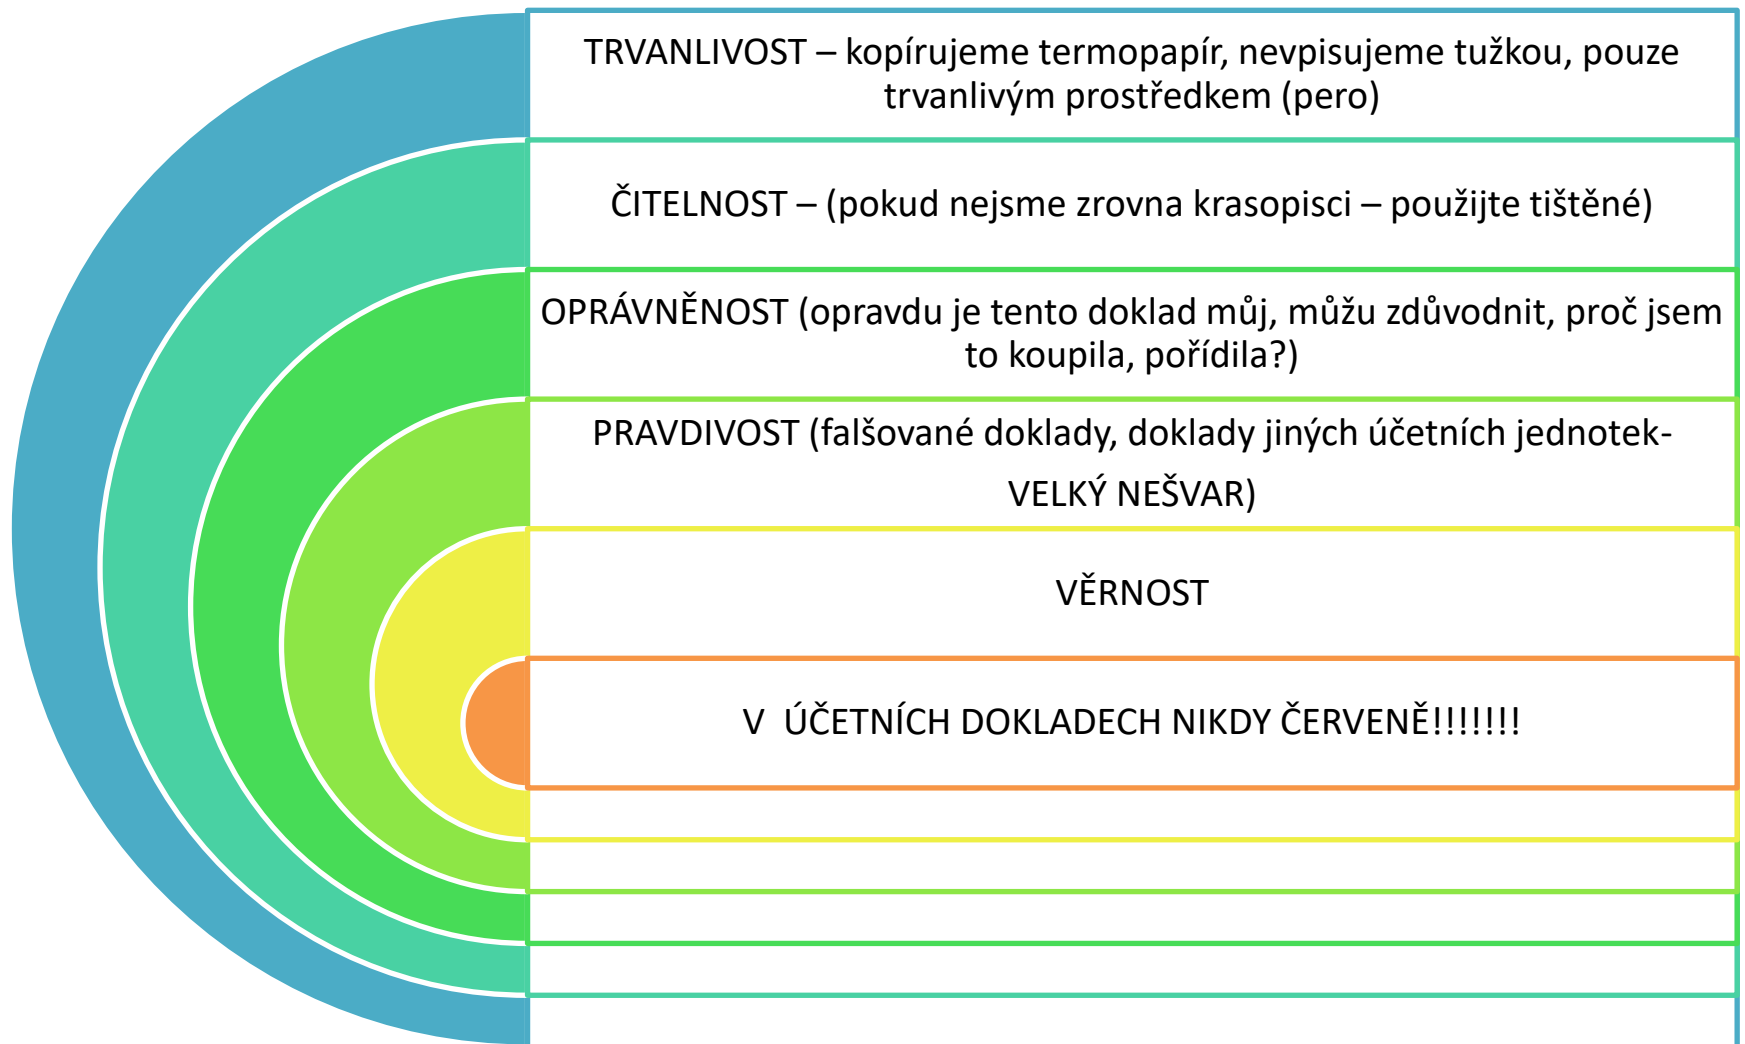 TRVANLIVOST – kopírujeme termopapír, nevpisujeme tužkou, pouze
trvanlivým prostředkem (pero)
ČITELNOST – (pokud nejsme zrovna krasopisci – použijte tištěné)
OPRÁVNĚNOST (opravdu je tento doklad můj, můžu zdůvodnit, proč jsem
to koupila, pořídila?)
PRAVDIVOST (falšované doklady, doklady jiných účetních jednotek-
VELKÝ NEŠVAR)
VĚRNOST
V  ÚČETNÍCH DOKLADECH NIKDY ČERVENĚ!!!!!!!